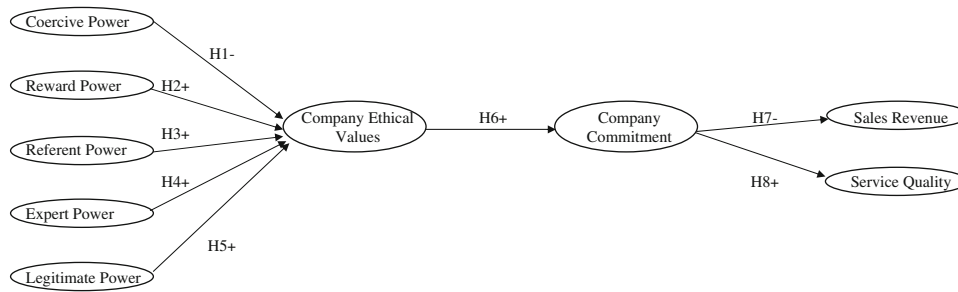 Coercive Power
H1-
Reward Power
H2+
Company Ethical
Values
H6+
Company
Commitment
H7-
Sales Revenue
Referent Power
H3+
H4+
H8+
Service Quality
Expert Power
H5+
Legitimate Power